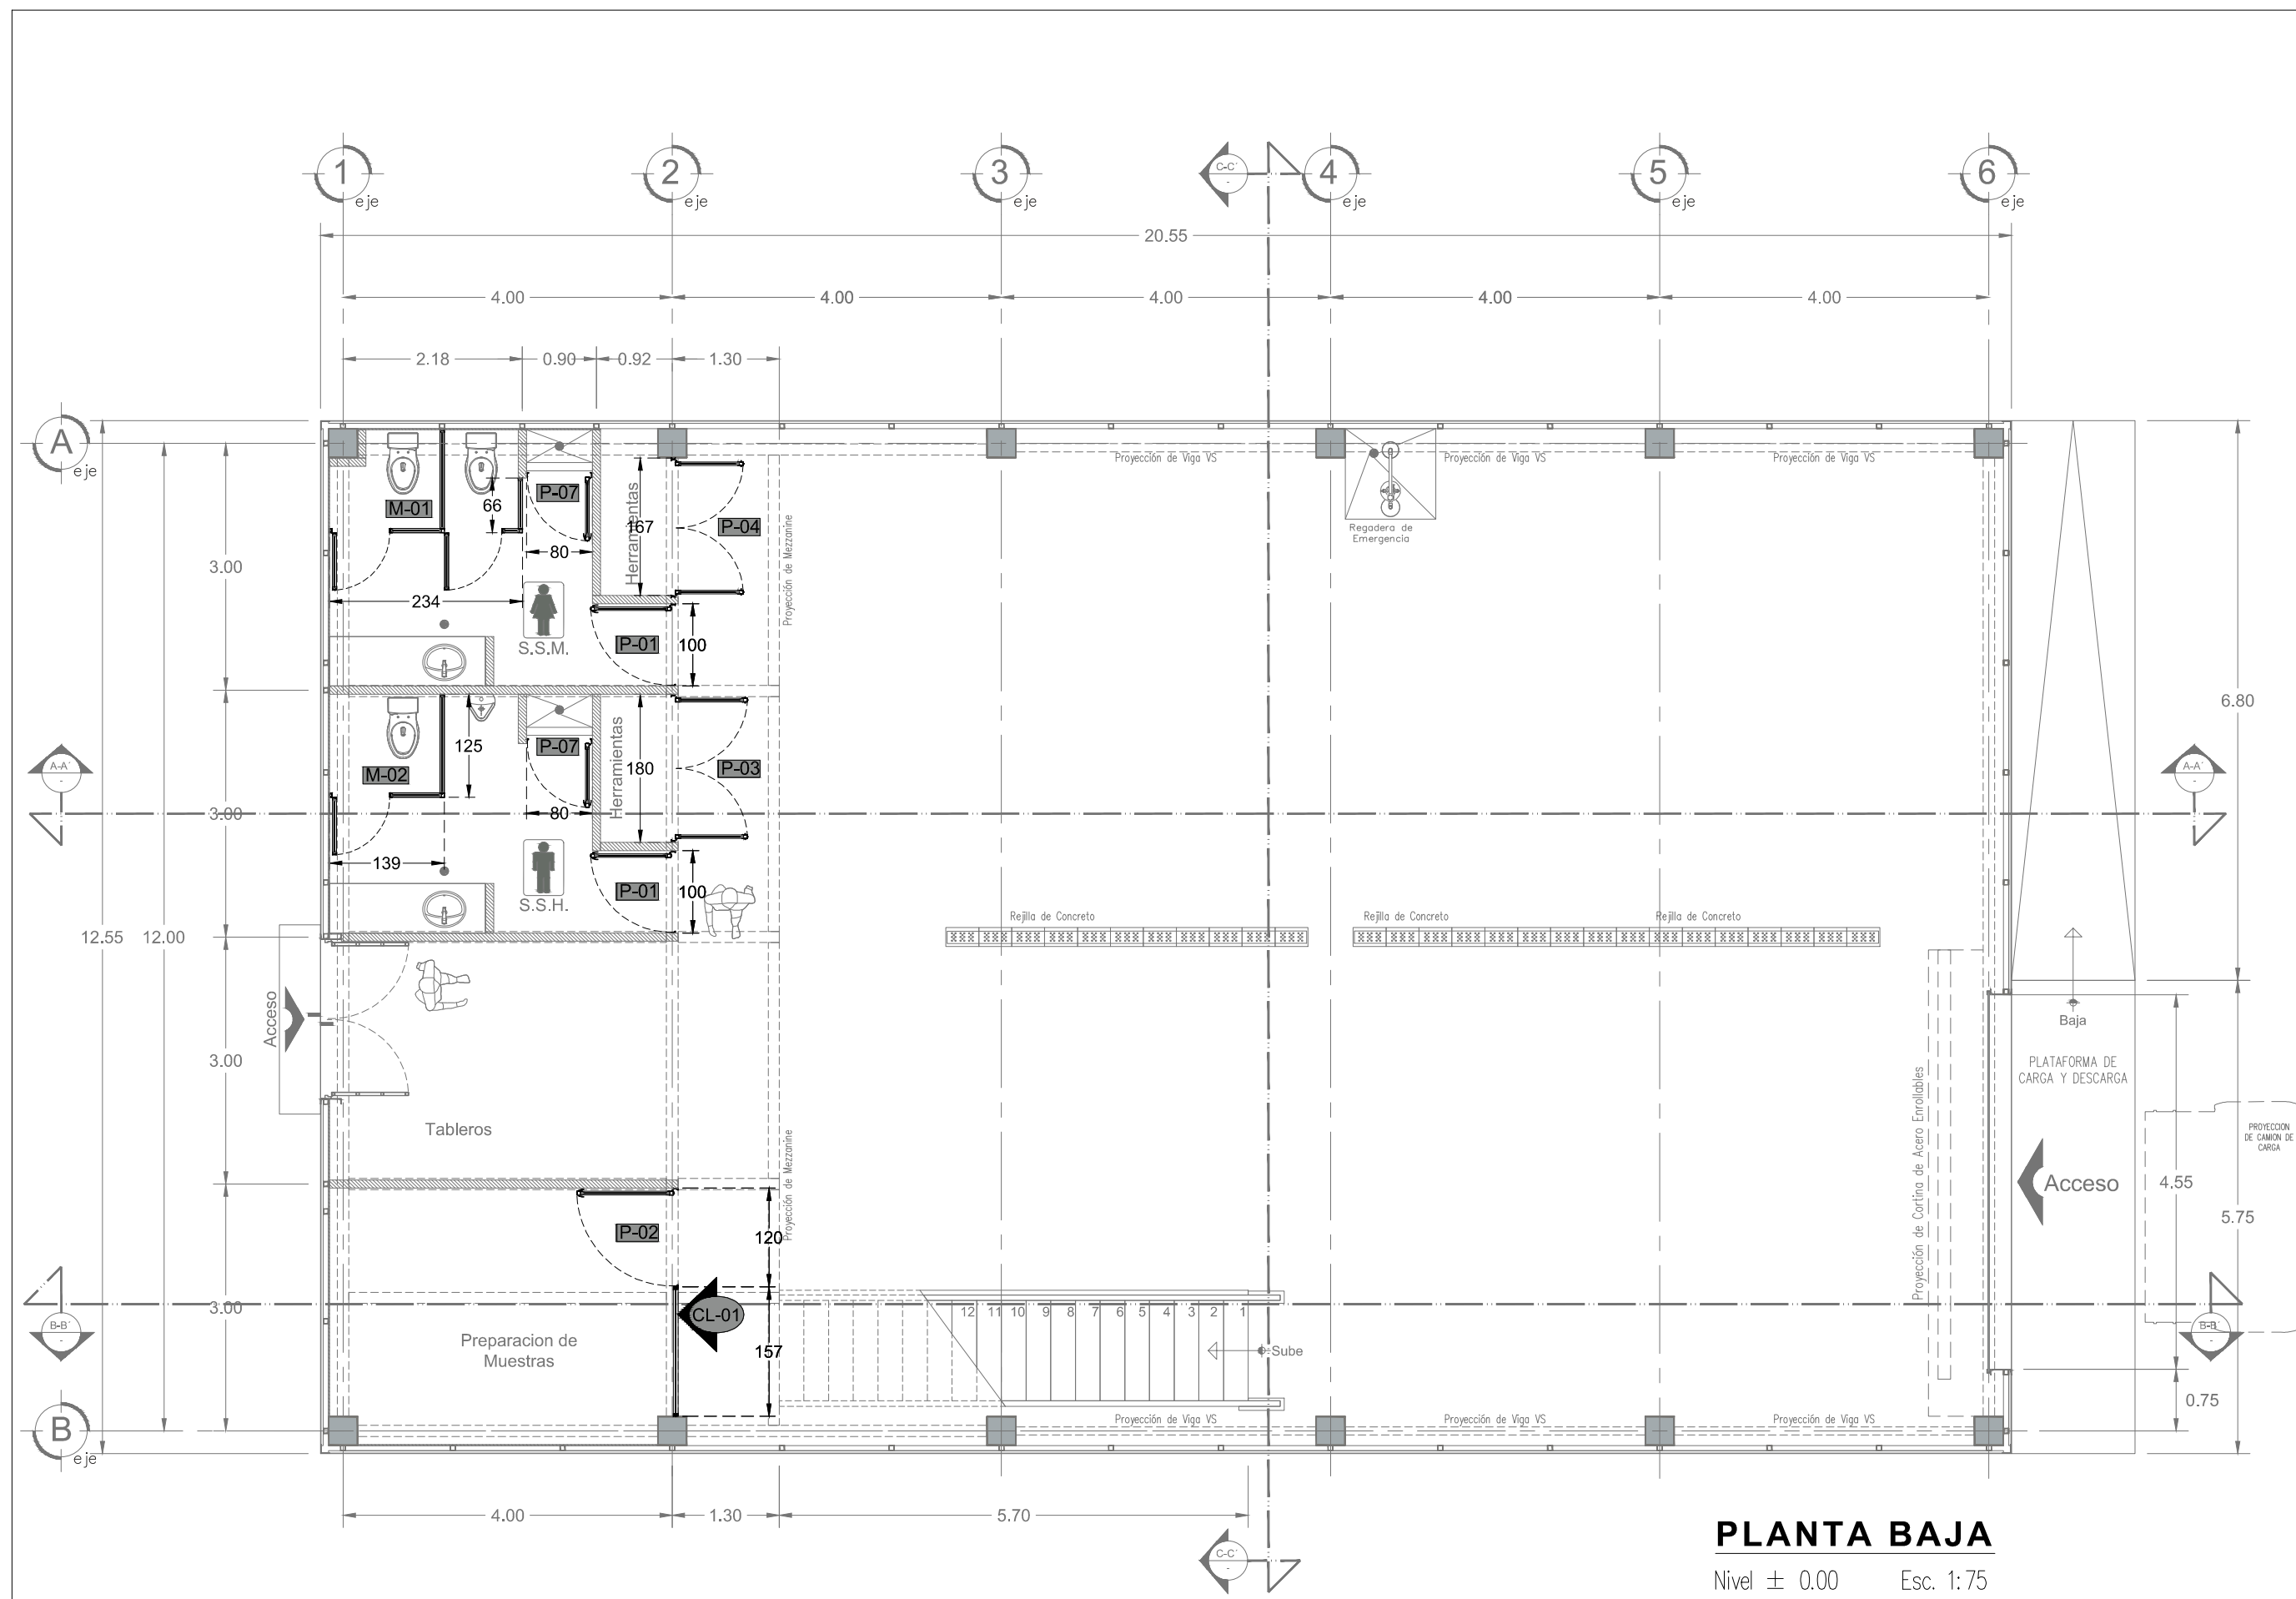 1
eje
2
eje
3
eje
C-C'
-
4
eje
5
eje
6
eje
20.55
4.00
4.00
4.00
4.00
4.00
2.18
0.90
0.92
1.30
A
eje
Proyección de Viga VS
Proyección de Viga VS
Proyección de Viga VS
M-01
66
P-07
Herramientas
167
P-04
Regadera de
Emergencia
80
Proyección de Mezzanine
3.00
234
S.S.M.
P-01
100
6.80
125
P-07
Herramientas
180
P-03
M-02
A-A'
-
A-A'
-
3.00
80
139
S.S.H.
P-01
100
12.55
12.00
Rejilla de Concreto
Rejilla de Concreto
Rejilla de Concreto
Acceso
3.00
Baja
PLATAFORMA DE
CARGA Y DESCARGA
Tableros
Proyección de Mezzanine
Proyección de Cortina de Acero Enrollables
PROYECCION
DE CAMION DE
CARGA
Acceso
4.55
5.75
P-02
120
3.00
CL-01
12
11
10
9
8
7
6
5
4
3
2
1
B-B'
-
B-B'
-
Preparacion de
Muestras
157
Sube
0.75
B
eje
Proyección de Viga VS
Proyección de Viga VS
Proyección de Viga VS
4.00
1.30
5.70
C-C'
-
PLANTA BAJA
Nivel ± 0.00 Esc. 1:75